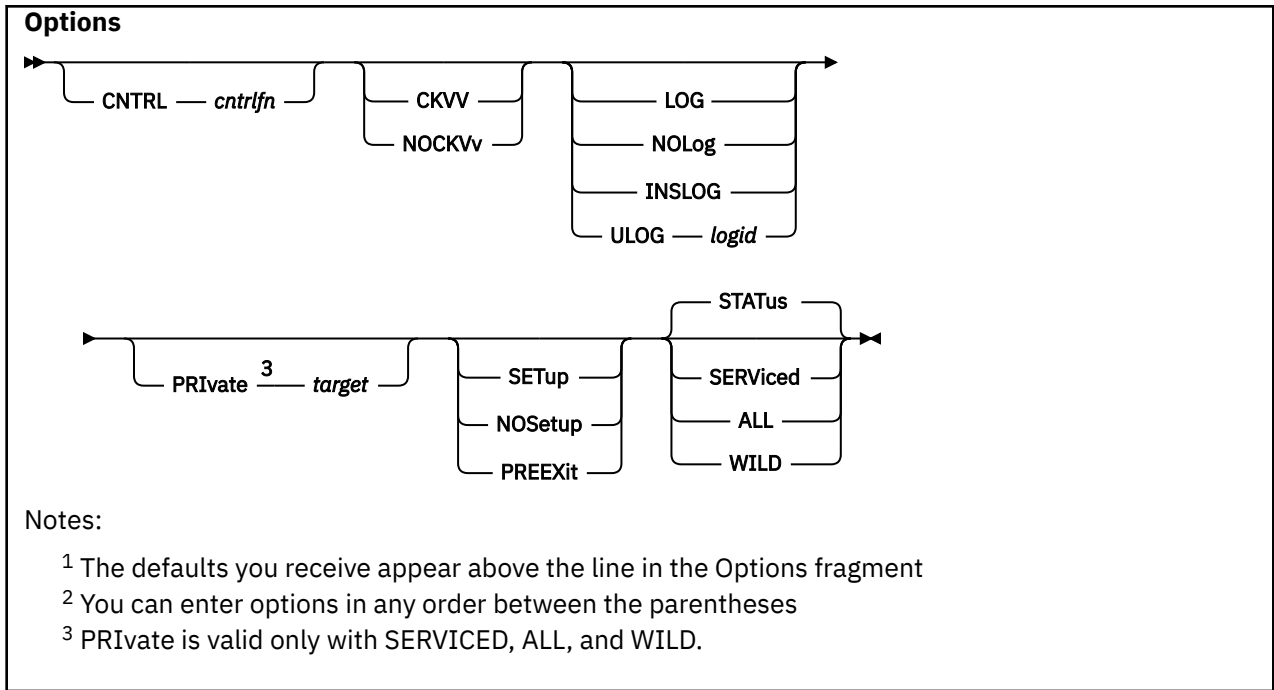 Options
CNTRL cntrlfn CKVV LOG
NOCKVv NOLog
INSLOG
ULOG logid
STATus
PRIvate 3 target SETup SERViced
NOSetup ALL
PREEXit WILD
Notes:
1 The defaults you receive appear above the line in the Options fragment
2 You can enter options in any order between the parentheses
3 PRIvate is valid only with SERVICED, ALL, and WILD.